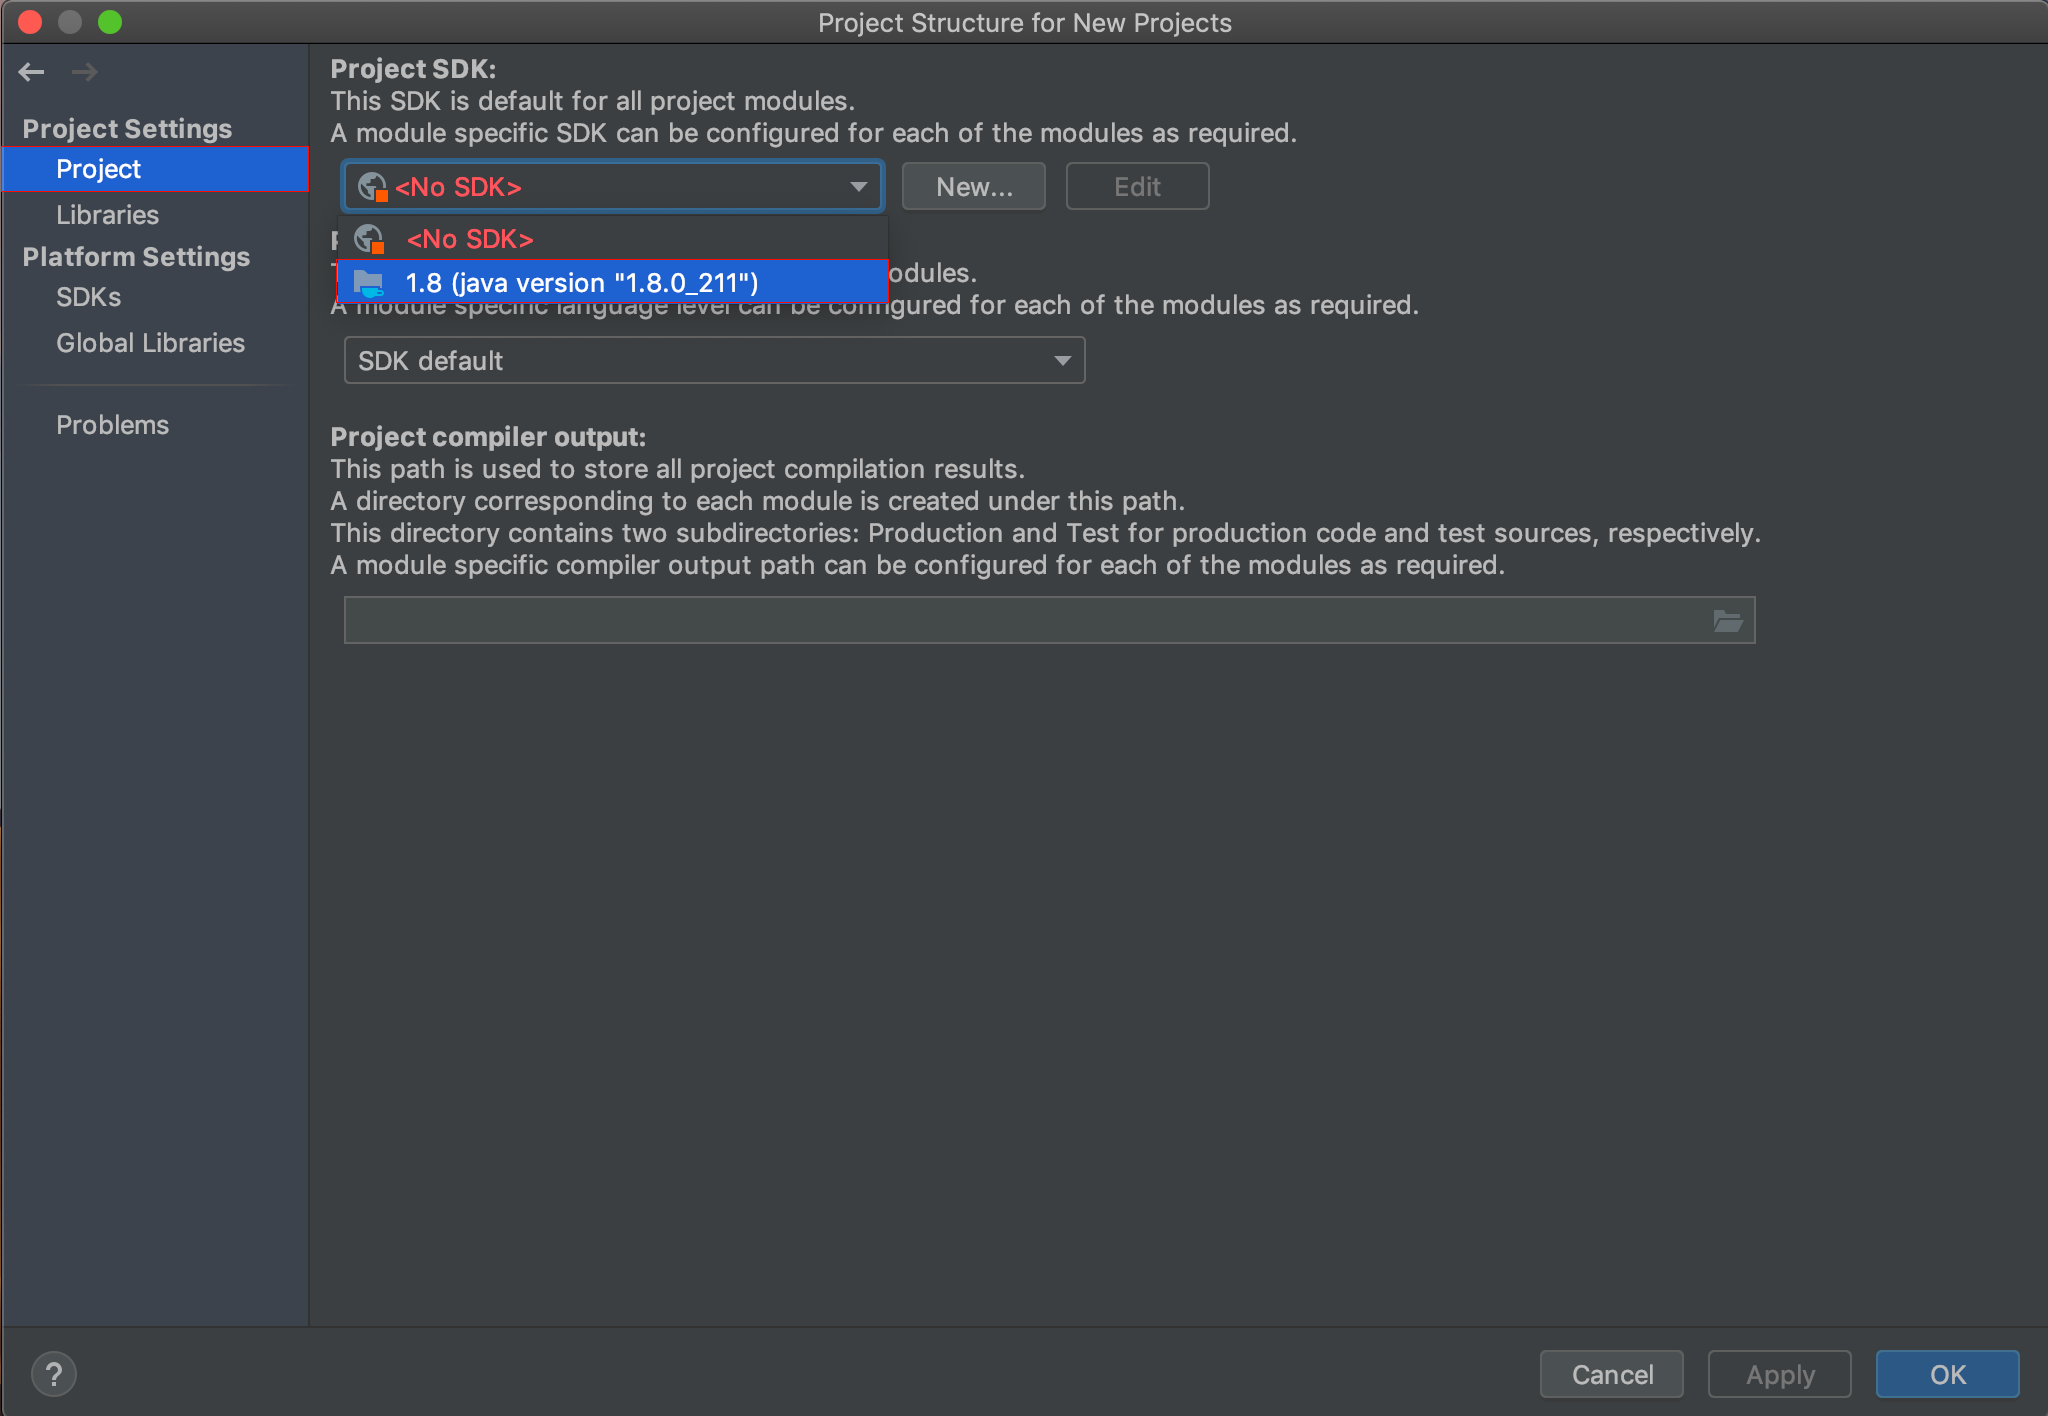 Project Structure for New Projects
Project Settings
Project
Libraries
Platform Settings
SDKs
Global Libraries
Problems
Project SDK:
This SDK is default for all project modules.
A module specific SDK can be configured for each of the modules as required.
<No SDK>
New...
Edit
<No SDK>
1.8 (java version "1.8.0_211")
odules.
A module specific language level can be configured for each of the modules as required.
SDK default
Project compiler output:
This path is used to store all project compilation results.
A directory corresponding to each module is created under this path.
This directory contains two subdirectories: Production and Test for production code and test sources, respectively.
A module specific compiler output path can be configured for each of the modules as required.
?
Cancel
Apply
OK